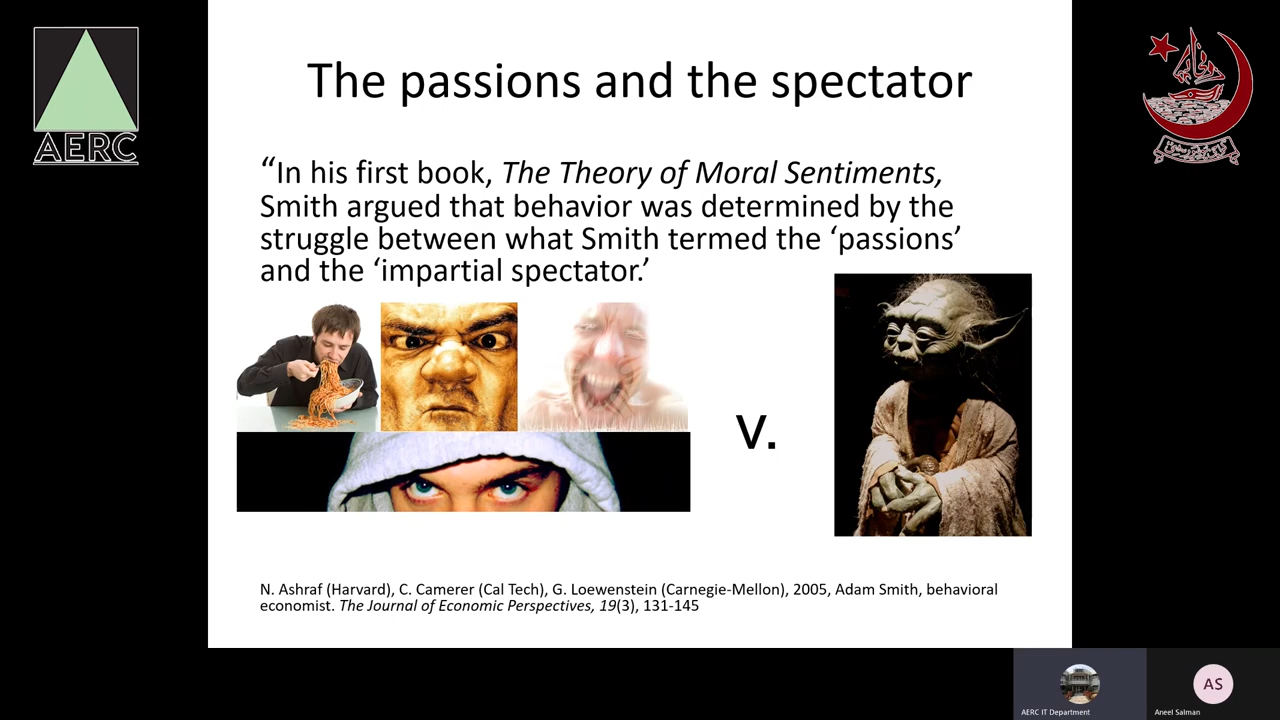 AERC
The passions and the spectator
“In his first book, The Theory of Moral Sentiments,
Smith argued that behavior was determined by the
struggle between what Smith termed the ‘passions’
and the ‘impartial spectator.’
v.
N. Ashraf (Harvard), C. Camerer (Cal Tech), G. Loewenstein (Carnegie-Mellon), 2005, Adam Smith, behavioral
economist. The Journal of Economic Perspectives, 19(3), 131-145
AS
AERC IT Department
Aneel Salman